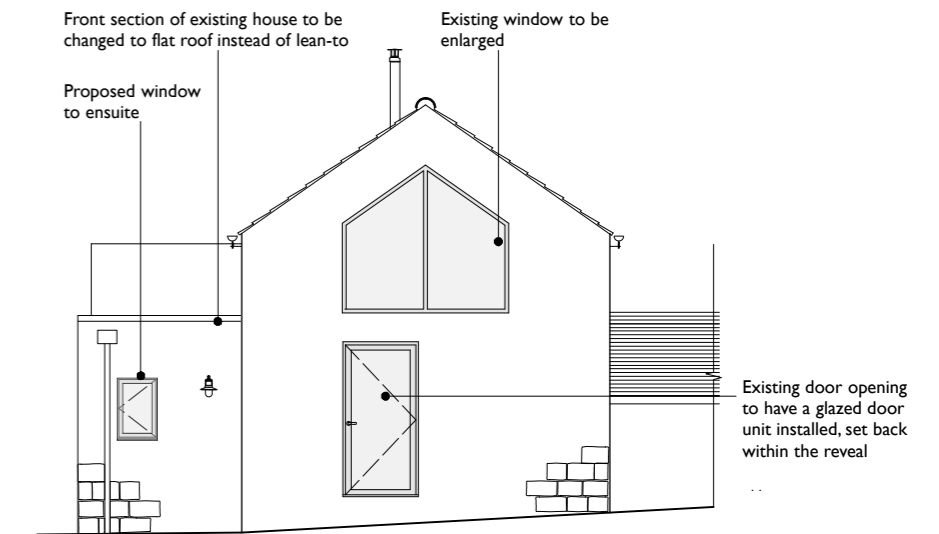 Front section of existing house to be
changed to flat roof instead of lean-to
Existing window to be
enlarged
Proposed window
to ensuite
Existing door opening
to have a glazed door
unit installed, set back
within the reveal
. .